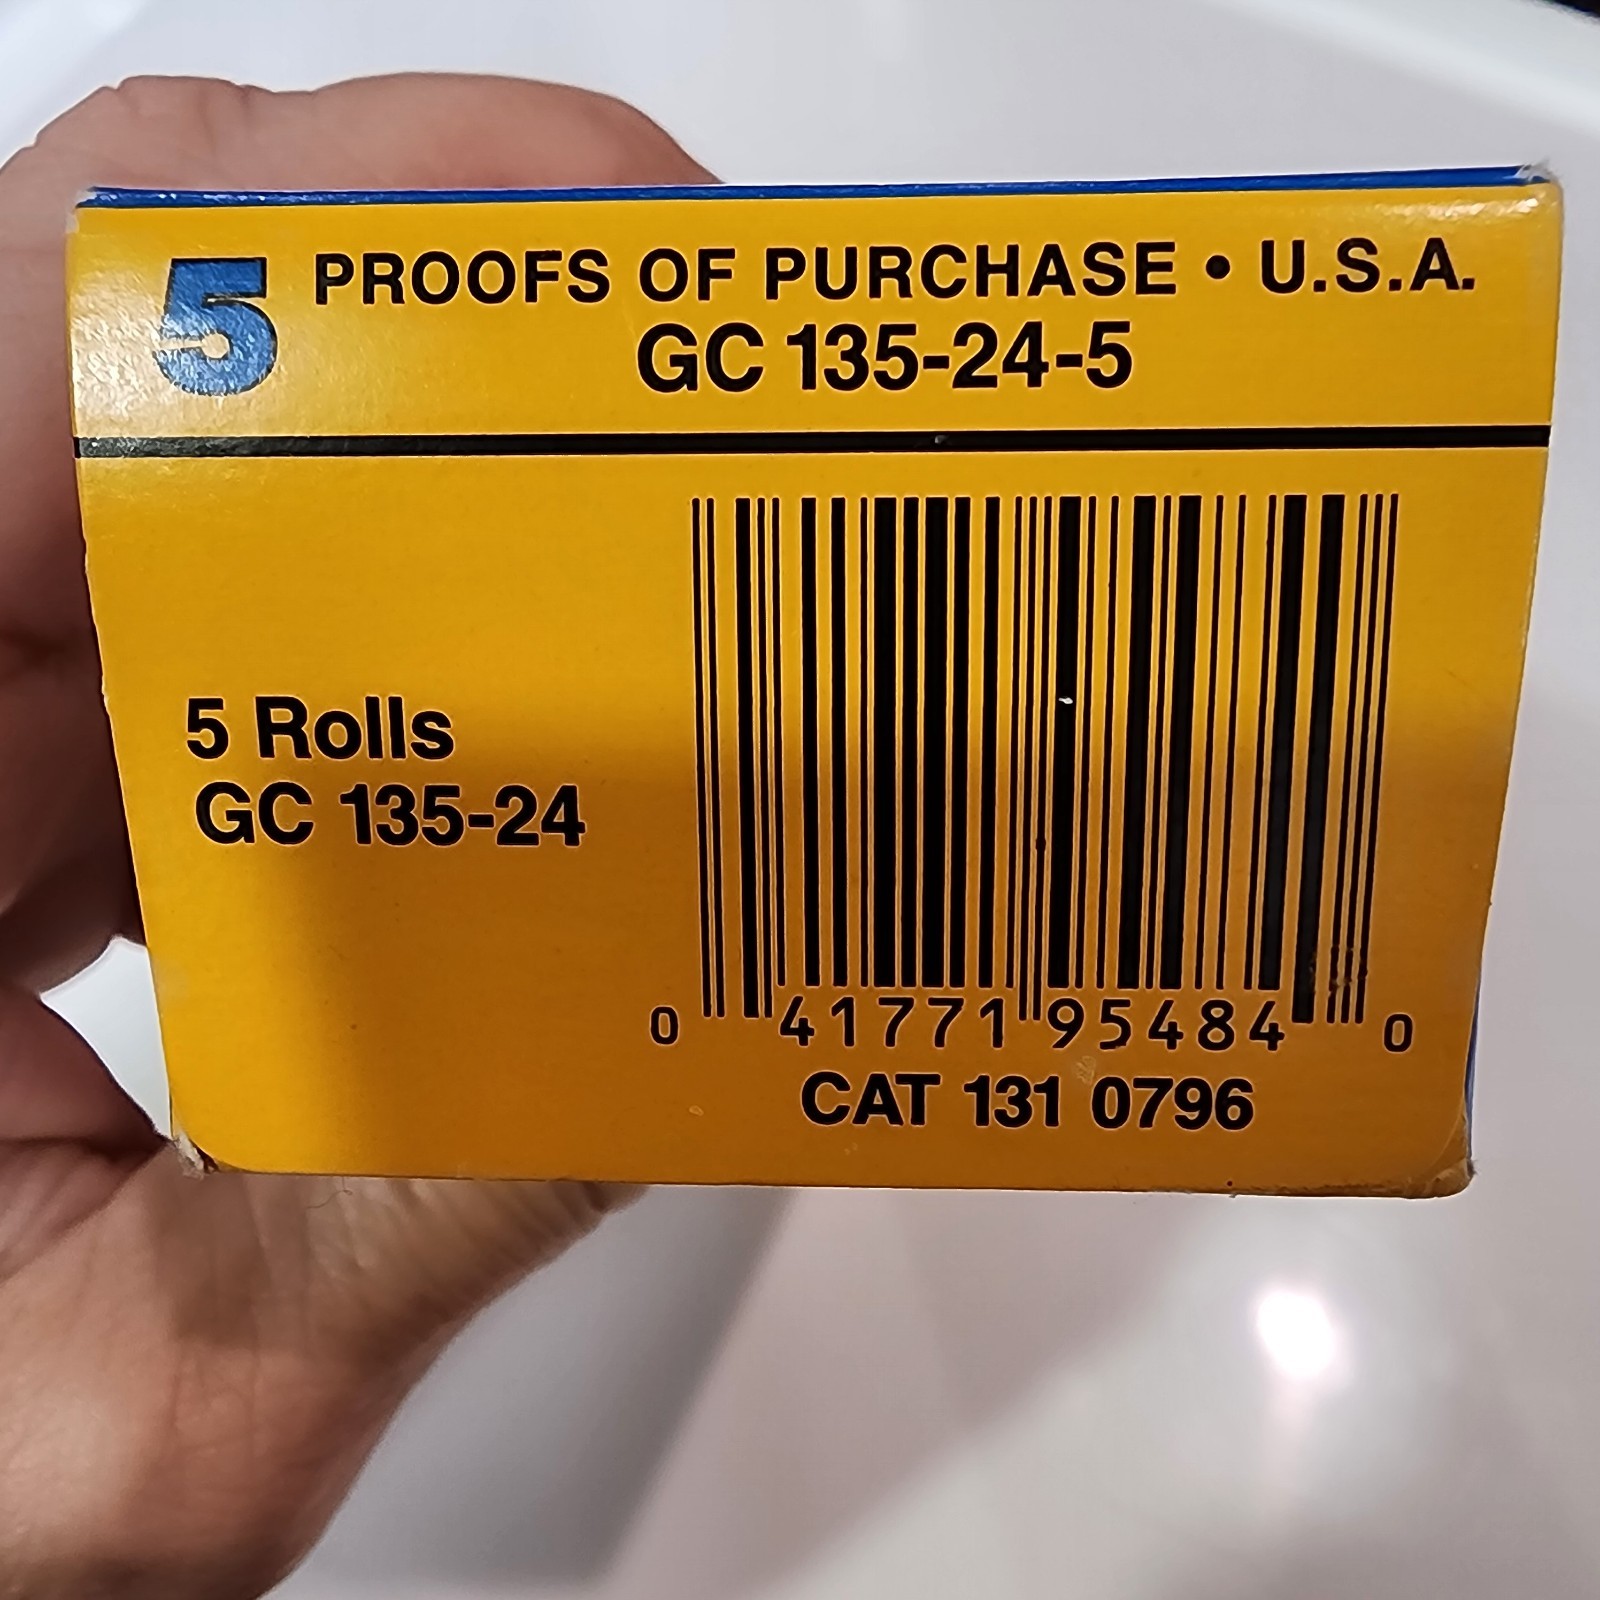 5 PROOFS OF PURCHASE • U.S.A.
GC 135-24-5
5 Rolls
GC 135-24
0 41771 95484 0
CAT 131 0796